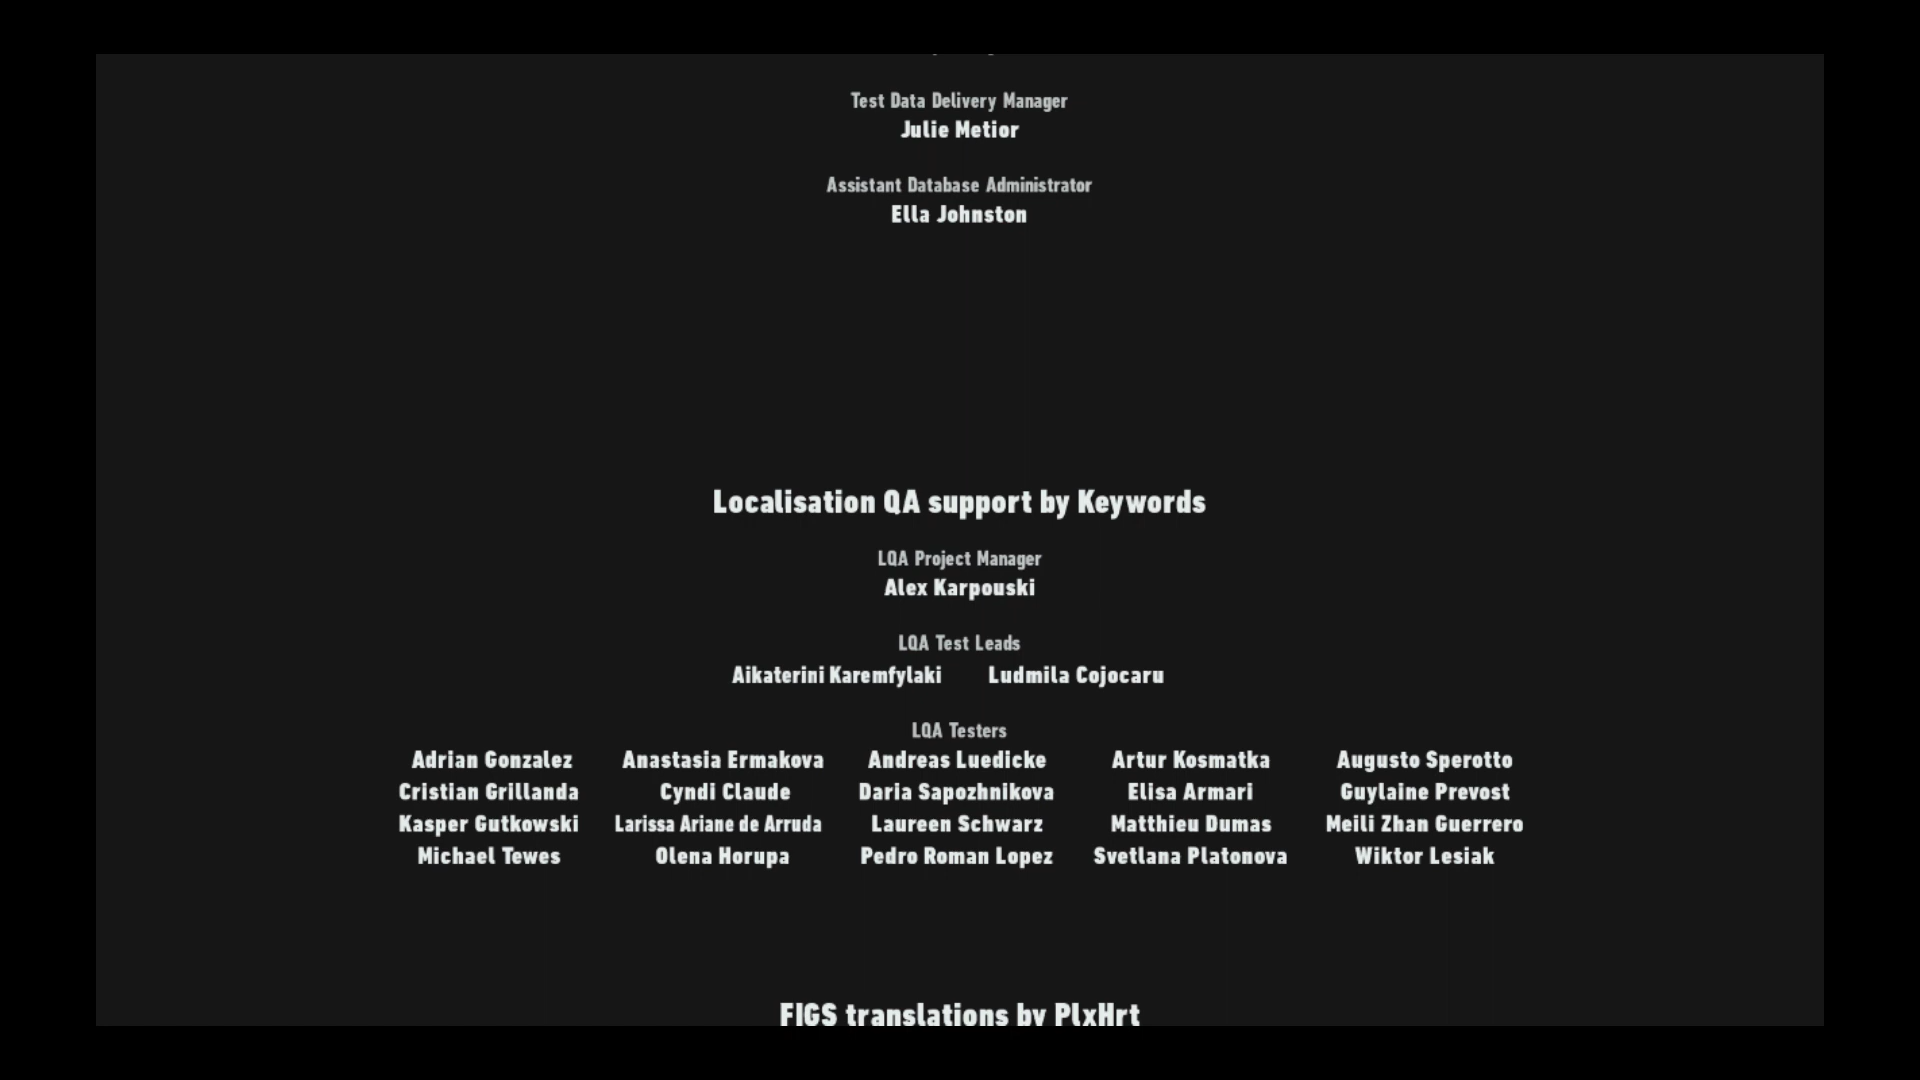 Test Data Delivery Manager
Julie Metior
Assistant Database Administrator
Ella Johnston
Localisation QA support by Keywords
LQA Project Manager
Alex Karpouski
LQA Test Leads
Aikaterini Karemfylaki Ludmila Cojocaru
LQA Testers
Adrian Gonzalez Anastasia Ermakova Andreas Luedicke Artur Kosmatka Augusto Sperotto
Cristian Grillanda Cyndi Claude Daria Sapozhnikova Elisa Armari Guylaine Prevost
Kasper Gutkowski Larissa Ariane de Arruda Laureen Schwarz Matthieu Dumas Meili Zhan Guerrero
Michael Tewes Olena Horupa Pedro Roman Lopez Svetlana Platonova Wiktor Lesiak
FIGS translations by PlxHrt